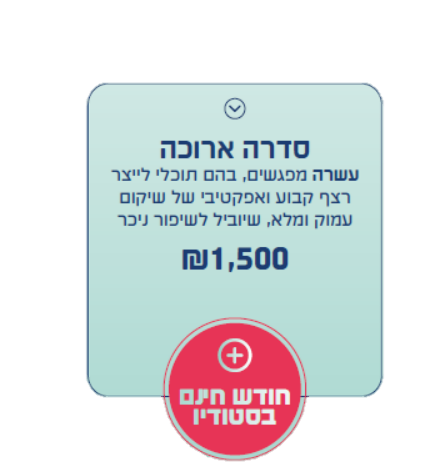 סדרה ארוכה
עשרה מפגשים, בהם תוכלי לייצר
רצף קבוע ואפקטיבי של שיקום
עמוק ומלא, שיוביל לשיפור ניכר
₪1,500
חודש חינם
בסטודיו